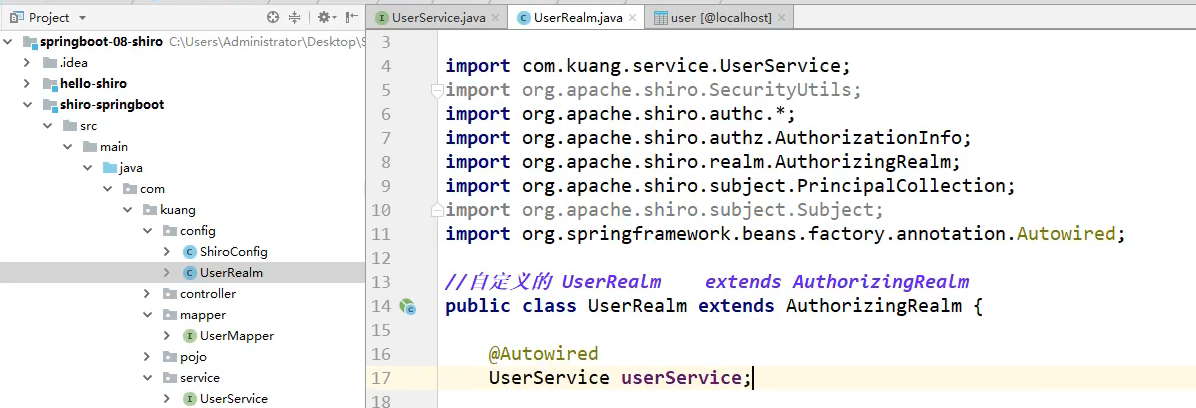 Project
springboot-08-shiro C:\Users\Administrator\Desktop\S
.idea
hello-shiro
shiro-springboot
src
main
java
com
kuang
config
C ShiroConfig
C UserRealm
controller
mapper
I UserMapper
pojo
service
I UserService
I UserService.java
C UserRealm.java
user [@localhost]
3
4 import com.kuang.service.UserService;
5 import org.apache.shiro.SecurityUtils;
6 import org.apache.shiro.authc.*;
7 import org.apache.shiro.authz.AuthorizationInfo;
8 import org.apache.shiro.realm.AuthorizingRealm;
9 import org.apache.shiro.subject.PrincipalCollection;
10 import org.apache.shiro.subject.Subject;
11 import org.springframework.beans.factory.annotation.Autowired;
12
13 //自定义的 UserRealm extends AuthorizingRealm
14 public class UserRealm extends AuthorizingRealm {
15
16 @Autowired
17 UserService userService;
18